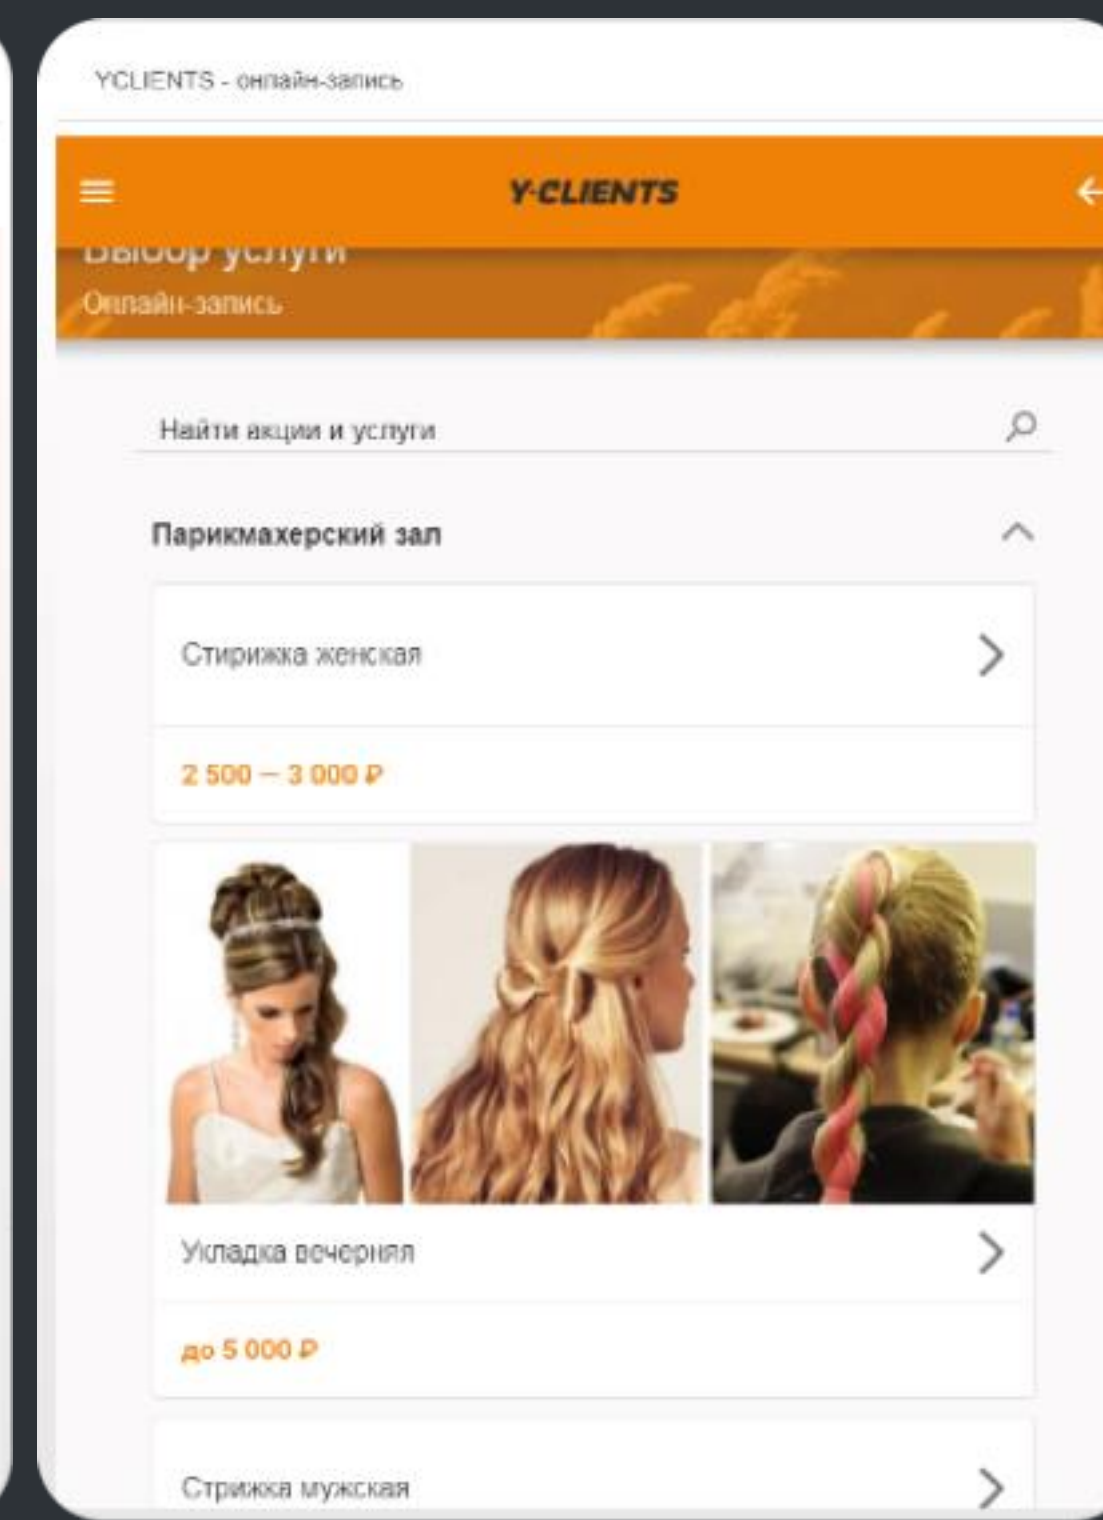 YCLIENTS - онлайн-запись
Y-CLIENTS
Выбор услуги
Онлайн-запись
Найти акции и услуги
Парикмахерский зал
Стирижка женская
2 500 — 3 000 ₽
Укладка вечерняя
до 5 000 ₽
Стрижка мужская